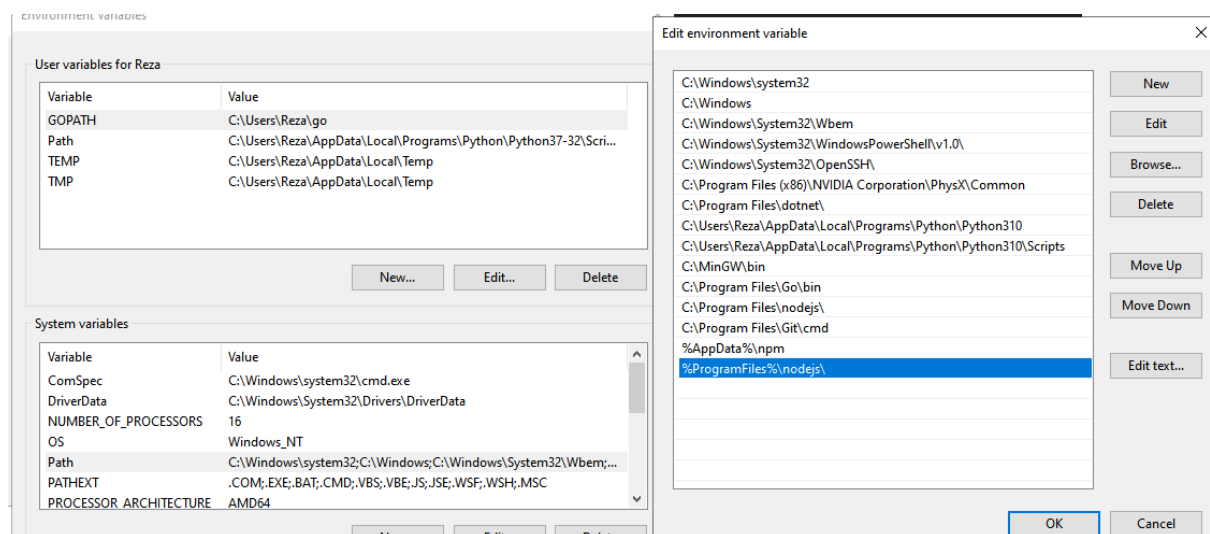 Environment Variables
User variables for Reza
Variable Value
GOPATH C:\Users\Reza\go
Path C:\Users\Reza\AppData\Local\Programs\Python\Python37-32\Scri...
TEMP C:\Users\Reza\AppData\Local\Temp
TMP C:\Users\Reza\AppData\Local\Temp
New... Edit... Delete
System variables
Variable Value
ComSpec C:\Windows\system32\cmd.exe
DriverData C:\Windows\System32\Drivers\DriverData
NUMBER_OF_PROCESSORS 16
OS Windows_NT
Path C:\Windows\system32;C:\Windows;C:\Windows\System32\Wbem;...
PATHEXT .COM;.EXE;.BAT;.CMD;.VBS;.VBE;.JS;.JSE;.WSF;.WSH;.MSC
PROCESSOR_ARCHITECTURE AMD64
New... Edit... Delete
Edit environment variable
C:\Windows\system32
C:\Windows
C:\Windows\System32\Wbem
C:\Windows\System32\WindowsPowerShell\v1.0\
C:\Windows\System32\OpenSSH\
C:\Program Files (x86)\NVIDIA Corporation\PhysX\Common
C:\Program Files\dotnet\
C:\Users\Reza\AppData\Local\Programs\Python\Python310
C:\Users\Reza\AppData\Local\Programs\Python\Python310\Scripts
C:\MinGW\bin
C:\Program Files\Go\bin
C:\Program Files\nodejs\
C:\Program Files\Git\cmd
%AppData%\npm
%ProgramFiles%\nodejs\
New
Edit
Browse...
Delete
Move Up
Move Down
Edit text...
OK Cancel